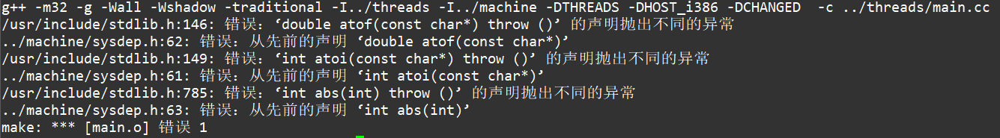 g++ -m32 -g -Wall -Wshadow -traditional -I../threads -I../machine -DTHREADS -DHOST_i386 -DCHANGED  -c ../threads/main.cc
/usr/include/stdlib.h:146: 错误：‘double atof(const char*) throw ()’ 的声明抛出不同的异常
../machine/sysdep.h:62: 错误：从先前的声明 ‘double atof(const char*)’
/usr/include/stdlib.h:149: 错误：‘int atoi(const char*) throw ()’ 的声明抛出不同的异常
../machine/sysdep.h:61: 错误：从先前的声明 ‘int atoi(const char*)’
/usr/include/stdlib.h:785: 错误：‘int abs(int) throw ()’ 的声明抛出不同的异常
../machine/sysdep.h:63: 错误：从先前的声明 ‘int abs(int)’
make: *** [main.o] 错误 1